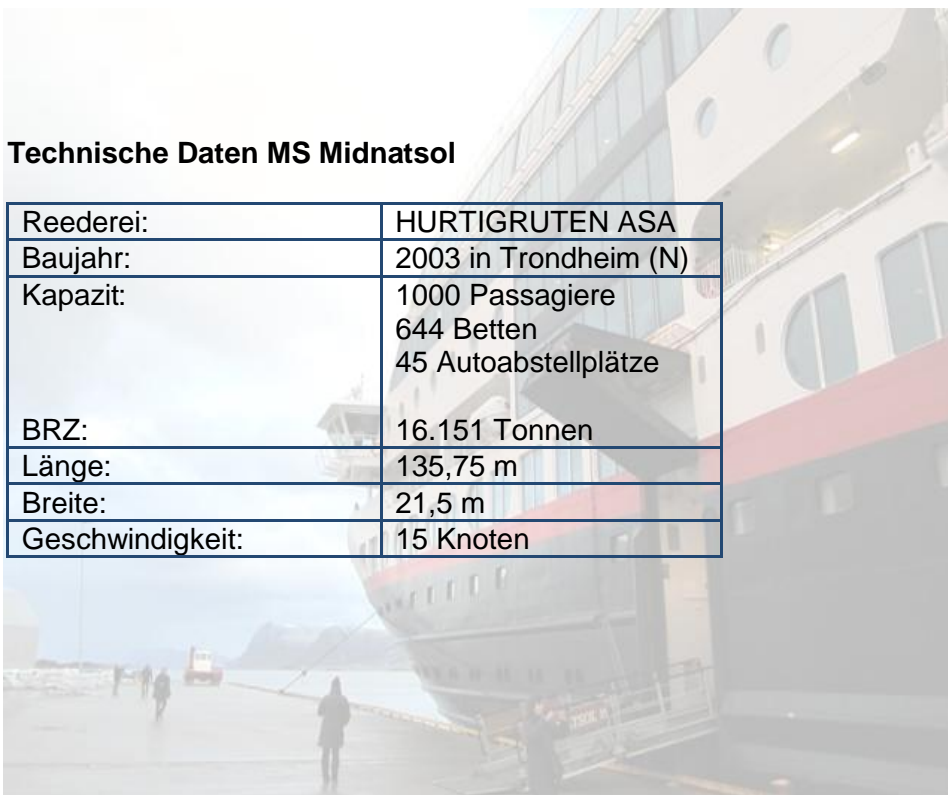 Technische Daten MS Midnatsol
Reederei: HURTIGRUTEN ASA
Baujahr: 2003 in Trondheim (N)
Kapazit: 1000 Passagiere
644 Betten
45 Autoabstellplätze
BRZ: 16.151 Tonnen
Länge: 135,75 m
Breite: 21,5 m
Geschwindigkeit: 15 Knoten